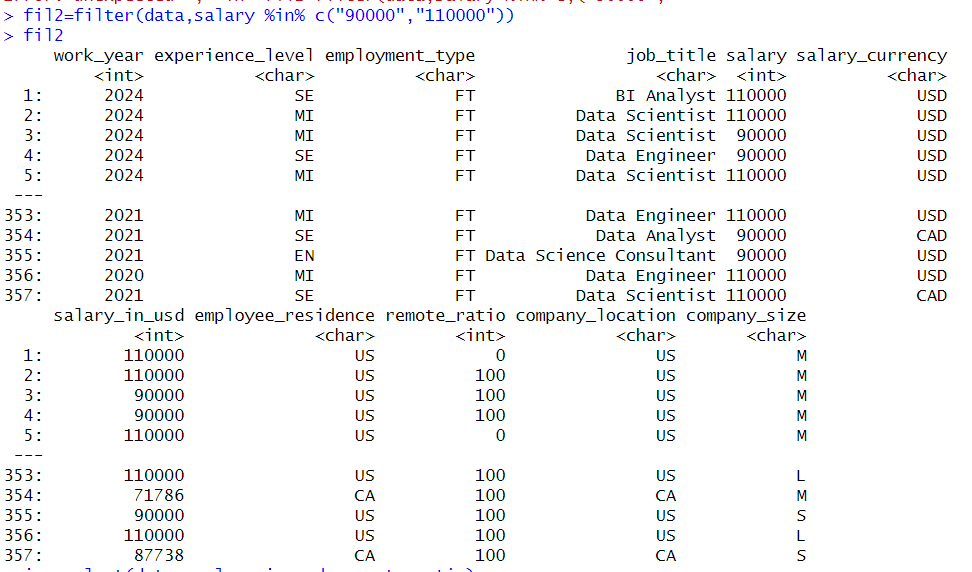 > fil2=filter(data,salary %in% c("90000","110000"))
> fil2
work_year experience_level employment_type job_title salary salary_currency
<int> <char> <char> <char> <int> <char>
1: 2024 SE FT BI Analyst 110000 USD
2: 2024 MI FT Data Scientist 110000 USD
3: 2024 MI FT Data Scientist 90000 USD
4: 2024 SE FT Data Engineer 90000 USD
5: 2024 MI FT Data Scientist 110000 USD
---
353: 2021 MI FT Data Engineer 110000 USD
354: 2021 SE FT Data Analyst 90000 CAD
355: 2021 EN FT Data Science Consultant 90000 USD
356: 2020 MI FT Data Engineer 110000 USD
357: 2021 SE FT Data Scientist 110000 CAD
salary_in_usd employee_residence remote_ratio company_location company_size
<int> <char> <int> <char> <char>
1: 110000 US 0 US M
2: 110000 US 100 US M
3: 90000 US 100 US M
4: 90000 US 100 US M
5: 110000 US 0 US M
---
353: 110000 US 100 US L
354: 71786 CA 100 CA M
355: 90000 US 100 US S
356: 110000 US 100 US L
357: 87738 CA 100 CA S